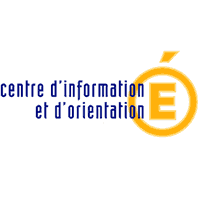 centre d'information
et d'orientation
É